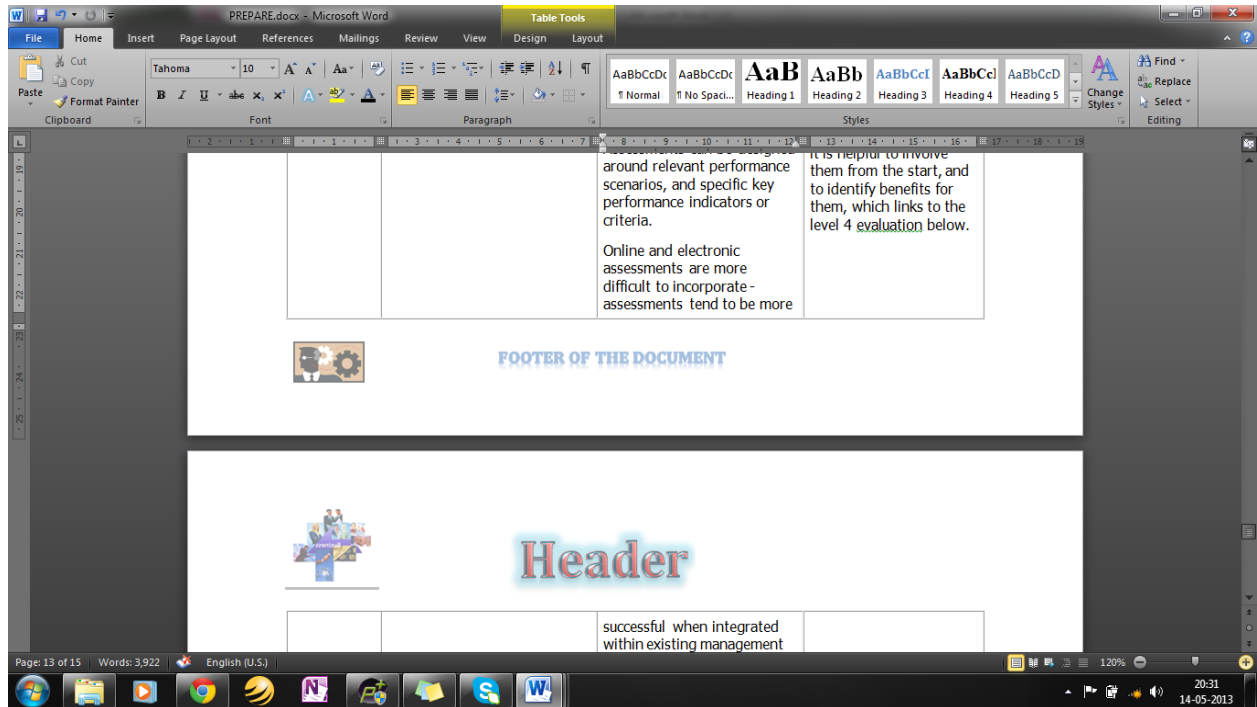 PREPARE.docx - Microsoft Word
Table Tools
File Home Insert Page Layout References Mailings Review View Design Layout
Cut
Copy
Format Painter
Paste
Clipboard
Tahoma 10
Font
Paragraph
AaBbCcDc AaBbCcDc AaB AaBb AaBbCcI AaBbCcl AaBbCcD
¶ Normal ¶ No Spaci... Heading 1 Heading 2 Heading 3 Heading 4 Heading 5
Styles
Change Styles
Find
Replace
Select
Editing
around relevant performance
scenarios, and specific key
performance indicators or
criteria.
Online and electronic
assessments are more
difficult to incorporate -
assessments tend to be more
it is helpful to involve
them from the start, and
to identify benefits for
them, which links to the
level 4 evaluation below.
FOOTER OF THE DOCUMENT
Header
successful when integrated
within existing management
Page: 13 of 15 Words: 3,922 English (U.S.) 120%
20:31
14-05-2013